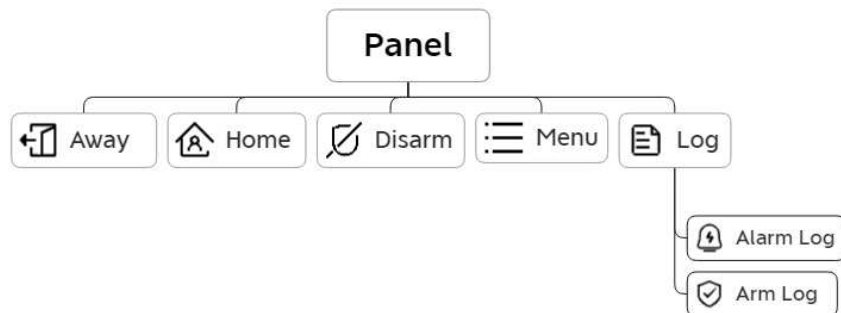 Panel
Away
Home
Disarm
Menu
Log
Alarm Log
Arm Log